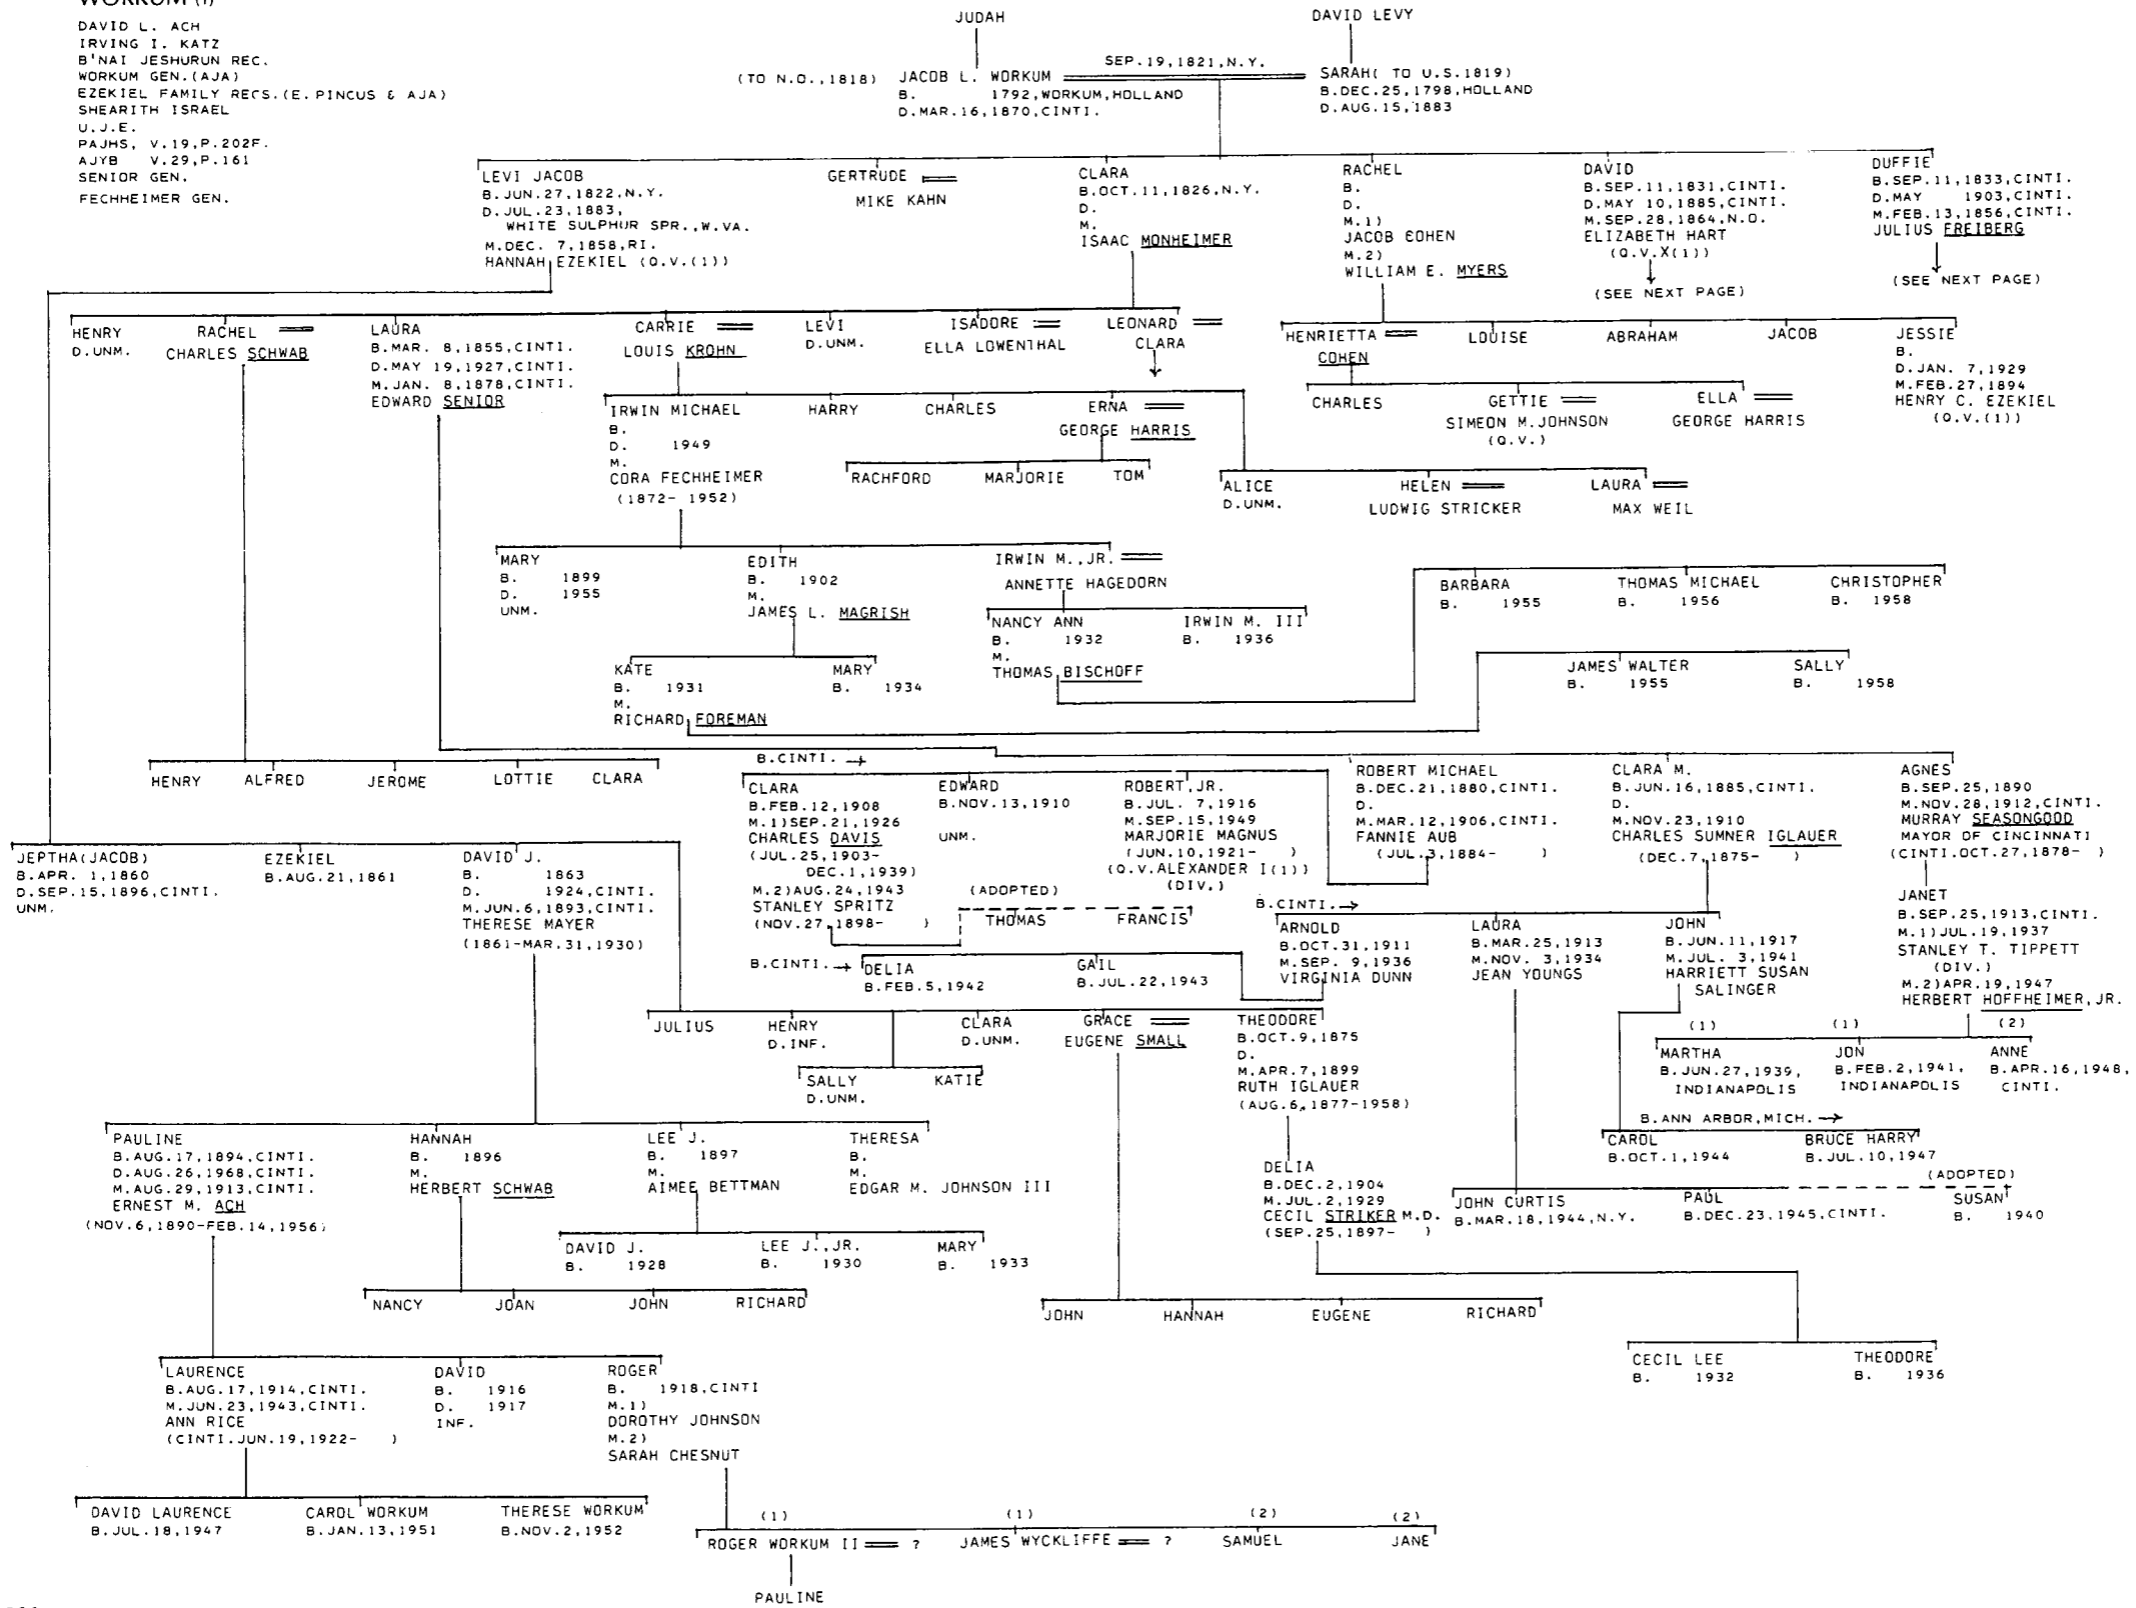 WORKUM (1)
DAVID L. ACH
IRVING I. KATZ
B'NAI JESHURUN REC.
WORKUM GEN.(AJA)
EZEKIEL FAMILY RECS.(E.PINCUS & AJA)
SHEARITH ISRAEL
U.J.E.
PAJHS, V.19,P.202F.
AJYB V.29,P.161
SENIOR GEN.
FECHHEIMER GEN.
JUDAH
DAVID LEVY
(TO N.O.,1818)
JACOB L. WORKUM
B. 1792,WORKUM,HOLLAND
D.MAR.16,1870,CINTI.
SEP.19,1821,N.Y.
SARAH( TO U.S.1819)
B.DEC.25,1798,HOLLAND
D.AUG.15,1883
LEVI JACOB
B.JUN.27,1822,N.Y.
D.JUL.23,1883,
WHITE SULPHUR SPR.,W.VA.
M.DEC. 7,1858,RI.
HANNAH EZEKIEL (Q.V.(1))
GERTRUDE
MIKE KAHN
CLARA
B.OCT.11,1826,N.Y.
D.
M.
ISAAC MONHEIMER
RACHEL
B.
D.
M.1)
JACOB COHEN
M.2)
WILLIAM E. MYERS
DAVID
B.SEP.11,1831,CINTI.
D.MAY 10,1885,CINTI.
M.SEP.28,1864,N.O.
ELIZABETH HART
(Q.V.X(1))
(SEE NEXT PAGE)
DUFFIE
B.SEP.11,1833,CINTI.
D.MAY 1903,CINTI.
M.FEB.13,1856,CINTI.
JULIUS FREIBERG
(SEE NEXT PAGE)
HENRY
D.UNM.
RACHEL
CHARLES SCHWAB
LAURA
B.MAR. 8,1855,CINTI.
D.MAY 19,1927,CINTI.
M.JAN. 8,1878,CINTI.
EDWARD SENIOR
CARRIE
LOUIS KROHN
LEVI
D.UNM.
ISADORE
ELLA LOWENTHAL
LEONARD
CLARA
HENRIETTA
COHEN
LOUISE
ABRAHAM
JACOB
JESSIE
B.
D.JAN. 7,1929
M.FEB.27,1894
HENRY C. EZEKIEL
(Q.V.(1))
CHARLES
GETTIE
SIMEON M.JOHNSON
(Q.V.)
ELLA
GEORGE HARRIS
IRWIN MICHAEL
B.
D. 1949
M.
CORA FECHHEIMER
(1872- 1952)
HARRY
CHARLES
ERNA
GEORGE HARRIS
RACHFORD
MARJORIE
TOM
ALICE
D.UNM.
HELEN
LUDWIG STRICKER
LAURA
MAX WEIL
MARY
B. 1899
D. 1955
UNM.
EDITH
B. 1902
M.
JAMES L. MAGRISH
IRWIN M.,JR.
ANNETTE HAGEDORN
NANCY ANN
B. 1932
M.
THOMAS BISCHOFF
IRWIN M. III
B. 1936
BARBARA
B. 1955
THOMAS MICHAEL
B. 1956
CHRISTOPHER
B. 1958
KATE
B. 1931
M.
RICHARD FOREMAN
MARY
B. 1934
JAMES WALTER
B. 1955
SALLY
B. 1958
HENRY
ALFRED
JEROME
LOTTIE
CLARA
B.CINTI. →
CLARA
B.FEB.12,1908
M.1)SEP.21,1926
CHARLES DAVIS
(JUL.25,1903-
DEC.1,1939)
M.2)AUG.24,1943
STANLEY SPRITZ
(NOV.27,1898- )
EDWARD
B.NOV.13,1910
UNM.
ROBERT,JR.
B.JUL. 7,1916
M.SEP.15,1949
MARJORIE MAGNUS
(JUN.10,1921- )
(Q.V.ALEXANDER I(1))
(DIV.)
ROBERT MICHAEL
B.DEC.21,1880,CINTI.
D.
M.MAR.12,1906,CINTI.
FANNIE AUB
(JUL.3,1884- )
CLARA M.
B.JUN.16,1885,CINTI.
D.
M.NOV.23,1910
CHARLES SUMNER IGLAUER
(DEC.7,1875- )
AGNES
B.SEP.25,1890
M.NOV.28,1912,CINTI.
MURRAY SEASONGOOD
MAYOR OF CINCINNATI
(CINTI.OCT.27,1878- )
(ADOPTED)
THOMAS
FRANCIS
JEPTHA(JACOB)
B.APR. 1,1860
D.SEP.15,1896,CINTI.
UNM.
EZEKIEL
B.AUG.21,1861
DAVID J.
B. 1863
D. 1924,CINTI.
M.JUN.6,1893,CINTI.
THERESE MAYER
(1861-MAR.31,1930)
B.CINTI.→
ARNOLD
B.OCT.31,1911
M.SEP. 9,1936
VIRGINIA DUNN
LAURA
B.MAR.25,1913
M.NOV. 3,1934
JEAN YOUNGS
JOHN
B.JUN.11,1917
M.JUL. 3,1941
HARRIETT SUSAN
SALINGER
JANET
B.SEP.25,1913,CINTI.
M.1)JUL.19,1937
STANLEY T. TIPPETT
(DIV.)
M.2)APR.19,1947
HERBERT HOFFHEIMER,JR.
B.CINTI.→
DELIA
B.FEB.5,1942
GAIL
B.JUL.22,1943
JULIUS
HENRY
D.INF.
CLARA
D.UNM.
GRACE
EUGENE SMALL
THEODORE
B.OCT.9,1875
D.
M.APR.7,1899
RUTH IGLAUER
(AUG.6,1877-1958)
SALLY
D.UNM.
KATIE
(1)
(1)
(2)
MARTHA
B.JUN.27,1939,
INDIANAPOLIS
JON
B.FEB.2,1941,
INDIANAPOLIS
ANNE
B.APR.16,1948,
CINTI.
B.ANN ARBOR,MICH.→
CAROL
B.OCT.1,1944
BRUCE HARRY
B.JUL.10,1947
PAULINE
B.AUG.17,1894,CINTI.
D.AUG.26,1968,CINTI.
M.AUG.29,1913,CINTI.
ERNEST M. ACH
(NOV.6,1890-FEB.14,1956)
HANNAH
B. 1896
M.
HERBERT SCHWAB
LEE J.
B. 1897
M.
AIMEE BETTMAN
THERESA
B.
M.
EDGAR M. JOHNSON III
DELIA
B.DEC.2,1904
M.JUL.2,1929
CECIL STRIKER M.D.
(SEP.25,1897- )
(ADOPTED)
JOHN CURTIS
B.MAR.18,1944,N.Y.
PAUL
B.DEC.23,1945,CINTI.
SUSAN
B. 1940
DAVID J.
B. 1928
LEE J.,JR.
B. 1930
MARY
B. 1933
NANCY
JOAN
JOHN
RICHARD
JOHN
HANNAH
EUGENE
RICHARD
CECIL LEE
B. 1932
THEODORE
B. 1936
LAURENCE
B.AUG.17,1914,CINTI.
M.JUN.23,1943,CINTI.
ANN RICE
(CINTI.JUN.19,1922- )
DAVID
B. 1916
D. 1917
INF.
ROGER
B. 1918,CINTI
M.1)
DOROTHY JOHNSON
M.2)
SARAH CHESNUT
DAVID LAURENCE
B.JUL.18,1947
CAROL WORKUM
B.JAN.13,1951
THERESE WORKUM
B.NOV.2,1952
(1)
(1)
(2)
(2)
ROGER WORKUM II ═ ?
JAMES WYCKLIFFE ═ ?
SAMUEL
JANE
PAULINE